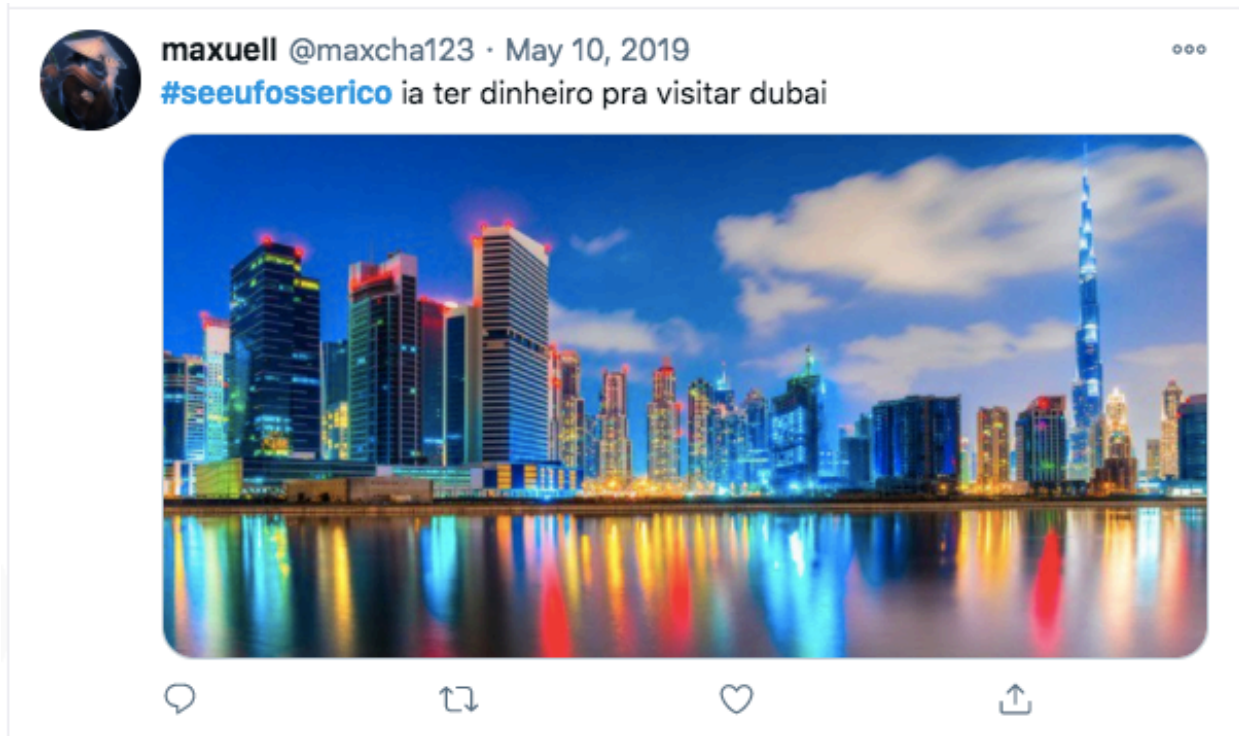 maxuell @maxcha123 · May 10, 2019
#seeufosserico ia ter dinheiro pra visitar dubai